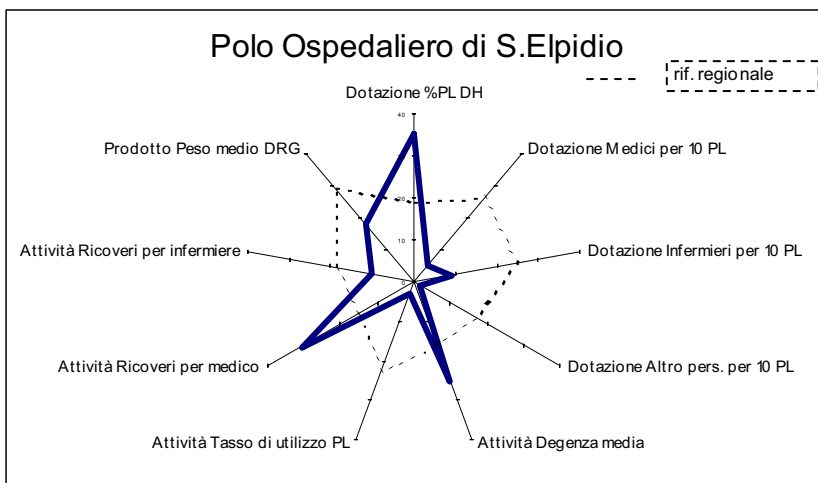 Polo Ospedaliero di S.Elpidio
rif. regionale
Dotazione %PL DH
40
Prodotto Peso medio DRG
Dotazione Medici per 10 PL
20
Attività Ricoveri per infermiere
Dotazione Infermieri per 10 PL
10
0
Attività Ricoveri per medico
Dotazione Altro pers. per 10 PL
Attività Tasso di utilizzo PL
Attività Degenza media